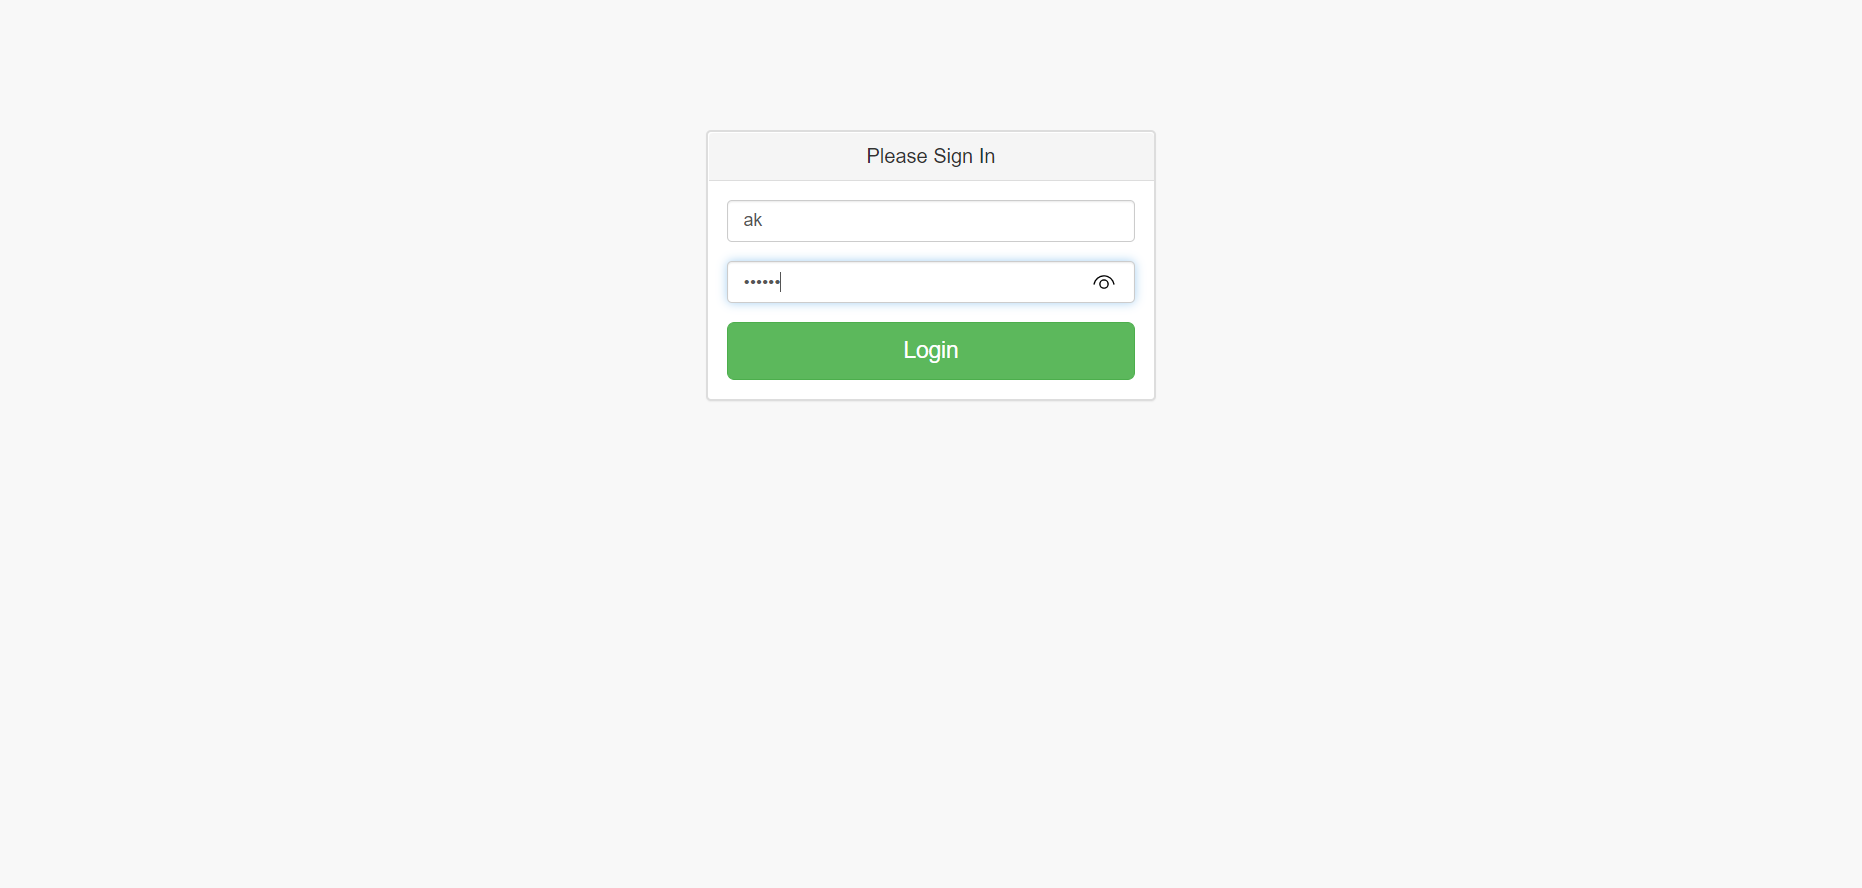 Please Sign In
ak
••••••
Login